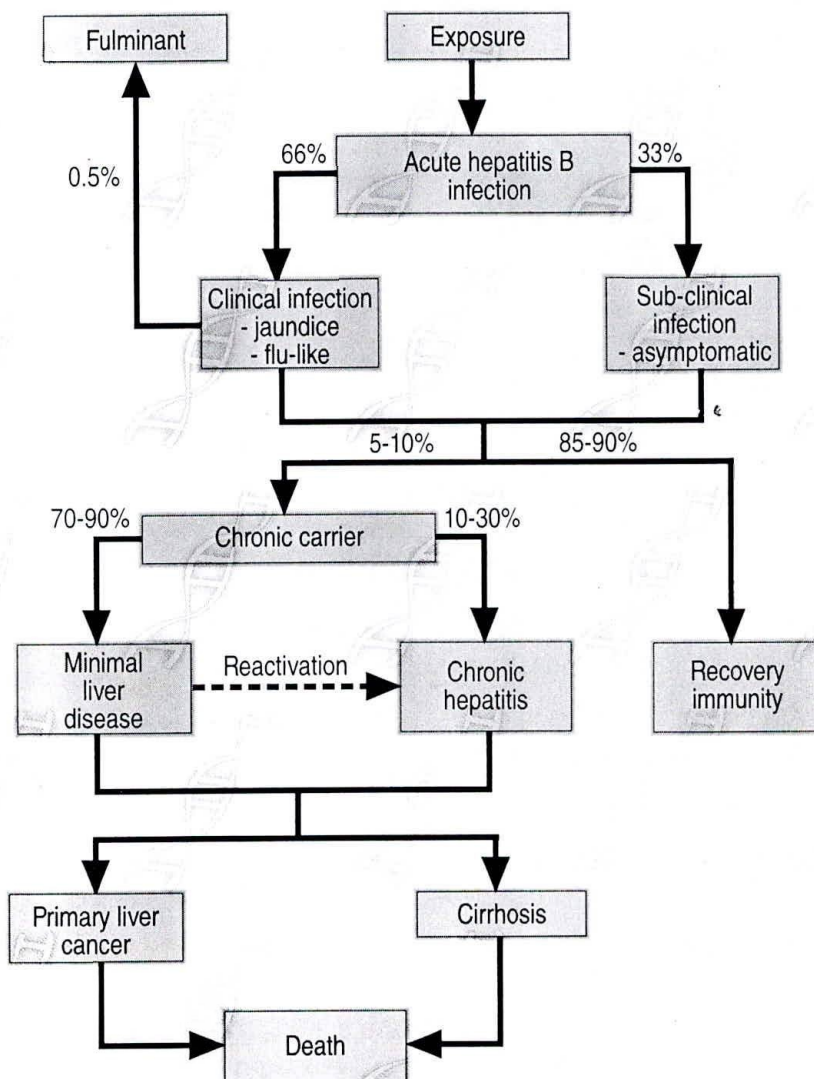 Fulminant
Exposure
0.5%
66%
Acute hepatitis B
infection
33%
Clinical infection
- jaundice
- flu-like
Sub-clinical
infection
- asymptomatic
5-10%
85-90%
70-90%
Chronic carrier
10-30%
Minimal
liver
disease
Reactivation
Chronic
hepatitis
Recovery
immunity
Primary liver
cancer
Cirrhosis
Death